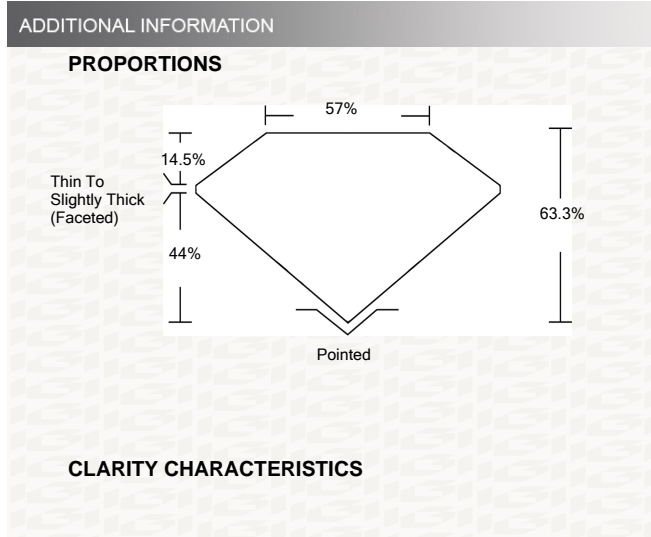 ADDITIONAL INFORMATION
PROPORTIONS
57%
14.5%
Thin To
Slightly Thick
(Faceted)
63.3%
44%
Pointed
CLARITY CHARACTERISTICS